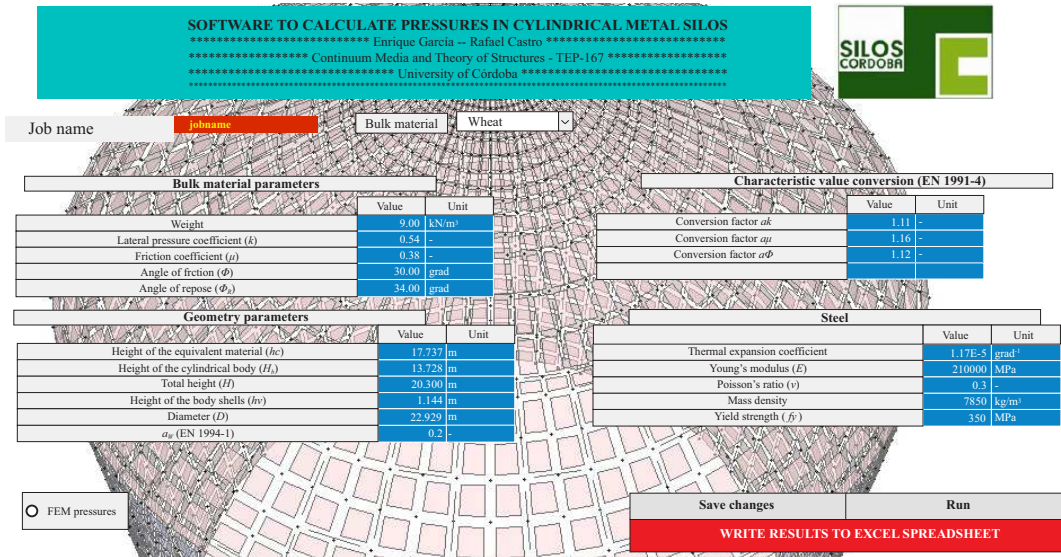 SOFTWARE TO CALCULATE PRESSURES IN CYLINDRICAL METAL SILOS
*************************** Enrique García -- Rafael Castro ***************************
********************** Continuum Media and Theory of Structures - TEP-167 **********************
******************************* University of Córdoba *******************************
**********************************************************************************
SILOS
CORDOBA
Job name
jobname
Bulk material
Wheat
Bulk material parameters
Value Unit
Weight 9.00 kN/m³
Lateral pressure coefficient (k) 0.54 -
Friction coefficient (μ) 0.38 -
Angle of frction (Φ) 30.00 grad
Angle of repose (ΦR) 34.00 grad
Characteristic value conversion (EN 1991-4)
Value Unit
Conversion factor ak 1.11 -
Conversion factor aμ 1.16 -
Conversion factor aΦ 1.12 -
Geometry parameters
Value Unit
Height of the equivalent material (hc) 17.737 m
Height of the cylindrical body (Hs) 13.728 m
Total height (H) 20.300 m
Height of the body shells (hv) 1.144 m
Diameter (D) 22.929 m
aW (EN 1994-1) 0.2 -
Steel
Value Unit
Thermal expansion coefficient 1.17E-5 grad-¹
Young's modulus (E) 210000 MPa
Poisson's ratio (v) 0.3 -
Mass density 7850 kg/m³
Yield strength ( fy ) 350 MPa
FEM pressures
Save changes
Run
WRITE RESULTS TO EXCEL SPREADSHEET